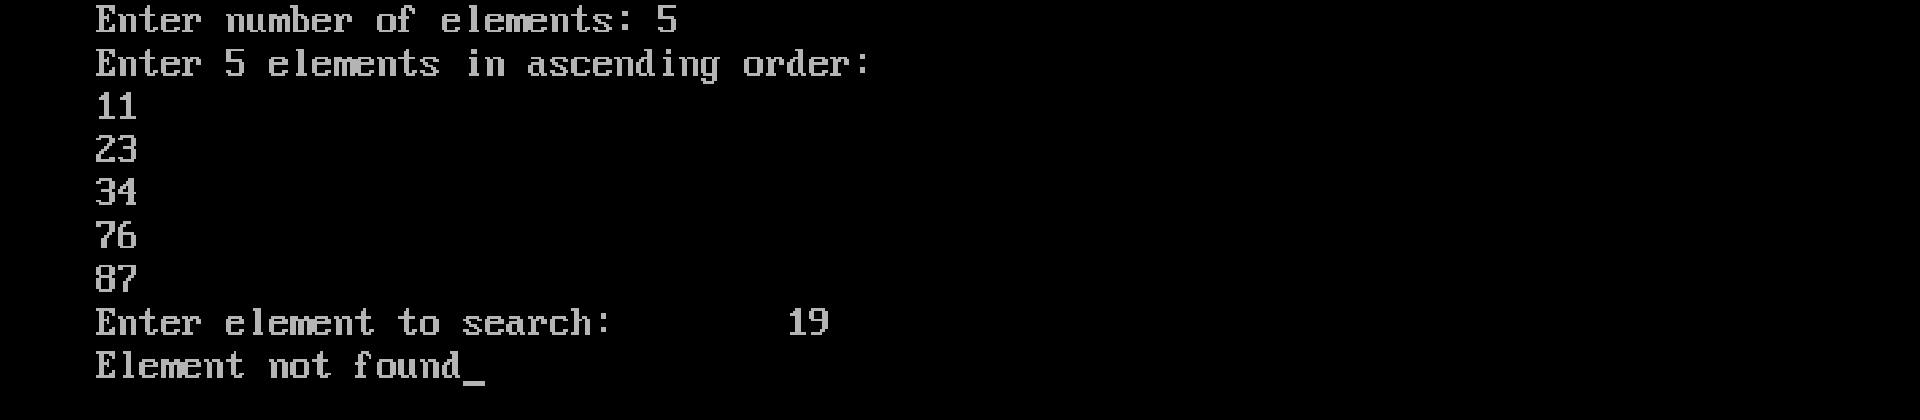 Enter number of elements: 5
Enter 5 elements in ascending order:
11
23
34
76
87
Enter element to search:        19
Element not found_